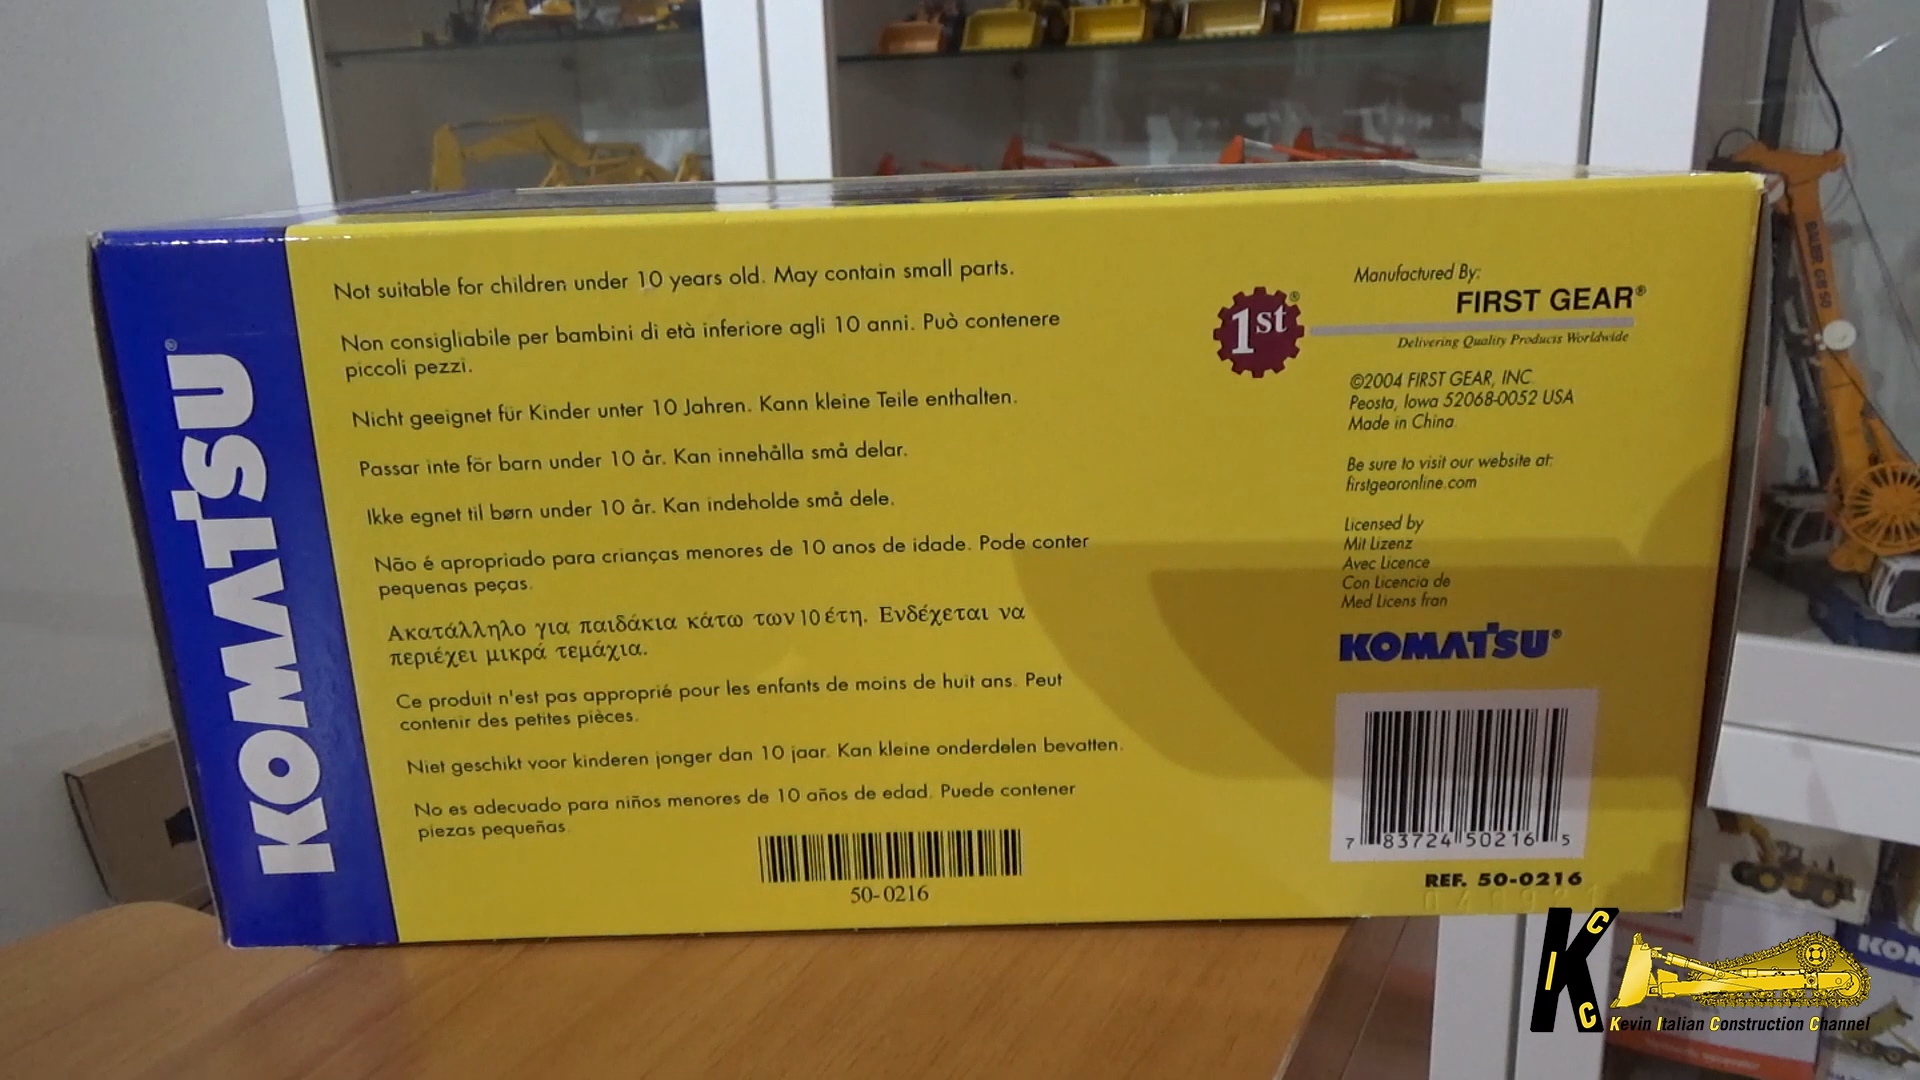 KOMATSU®
Not suitable for children under 10 years old. May contain small parts.
Non consigliabile per bambini di età inferiore agli 10 anni. Può contenere
piccoli pezzi.
Nicht geeignet für Kinder unter 10 Jahren. Kann kleine Teile enthalten.
Passar inte för barn under 10 år. Kan innehålla små delar.
Ikke egnet til børn under 10 år. Kan indeholde små dele.
Não é apropriado para crianças menores de 10 anos de idade. Pode conter
pequenas peças.
Ακατάλληλο για παιδάκια κάτω των 10 έτη. Ενδέχεται να
περιέχει μικρά τεμάχια.
Ce produit n'est pas approprié pour les enfants de moins de huit ans. Peut
contenir des petites pièces.
Niet geschikt voor kinderen jonger dan 10 jaar. Kan kleine onderdelen bevatten.
No es adecuado para niños menores de 10 años de edad. Puede contener
piezas pequeñas.
50-0216
1st®
Manufactured By:
FIRST GEAR®
Delivering Quality Products Worldwide
©2004 FIRST GEAR, INC.
Peosta, Iowa 52068-0052 USA
Made in China.
Be sure to visit our website at:
firstgearonline.com
Licensed by
Mit Lizenz
Avec Licence
Con Licencia de
Med Licens fran
KOMATSU®
7 83724 50216 5
REF. 50-0216
BAUER GB 50
KOM
KICC
Kevin Italian Construction Channel